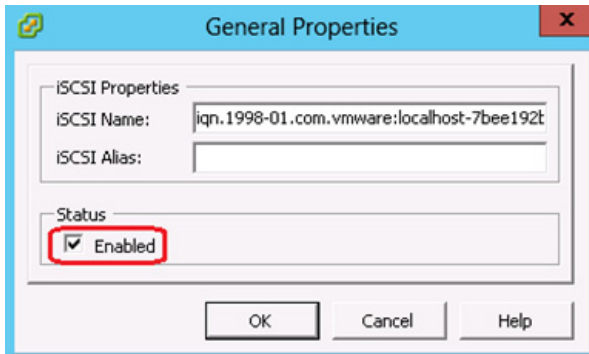 General Properties
x
iSCSI Properties
iSCSI Name: iqn.1998-01.com.vmware:localhost-7bee192b
iSCSI Alias:
Status
Enabled
OK Cancel Help